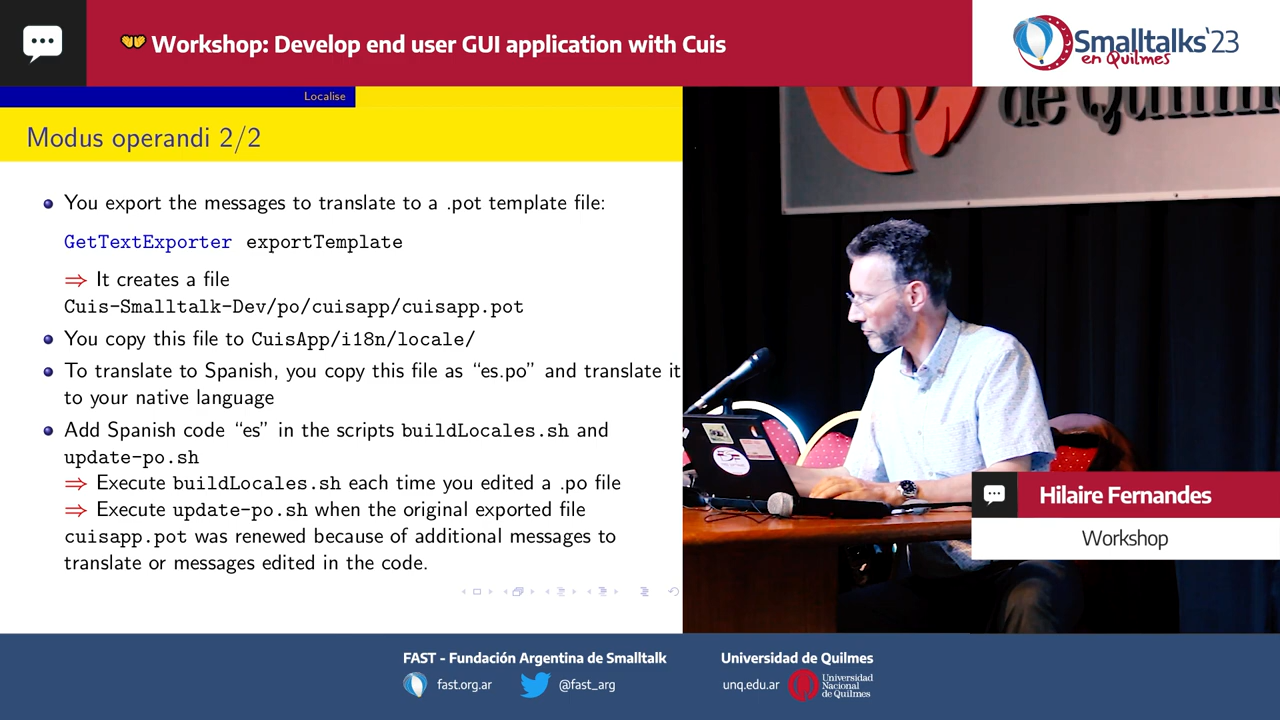 Workshop: Develop end user GUI application with Cuis
Smalltalks'23
en Quilmes
Localise
Modus operandi 2/2
You export the messages to translate to a .pot template file:
GetTextExporter exportTemplate
⇒ It creates a file
Cuis-Smalltalk-Dev/po/cuisapp/cuisapp.pot
You copy this file to CuisApp/i18n/locale/
To translate to Spanish, you copy this file as “es.po” and translate it
to your native language
Add Spanish code “es” in the scripts buildLocales.sh and
update-po.sh
⇒ Execute buildLocales.sh each time you edited a .po file
⇒ Execute update-po.sh when the original exported file
cuisapp.pot was renewed because of additional messages to
translate or messages edited in the code.
de Quilmes
Hilaire Fernandes
Workshop
FAST - Fundación Argentina de Smalltalk
fast.org.ar
@fast_arg
Universidad de Quilmes
unq.edu.ar
Universidad
Nacional
de Quilmes